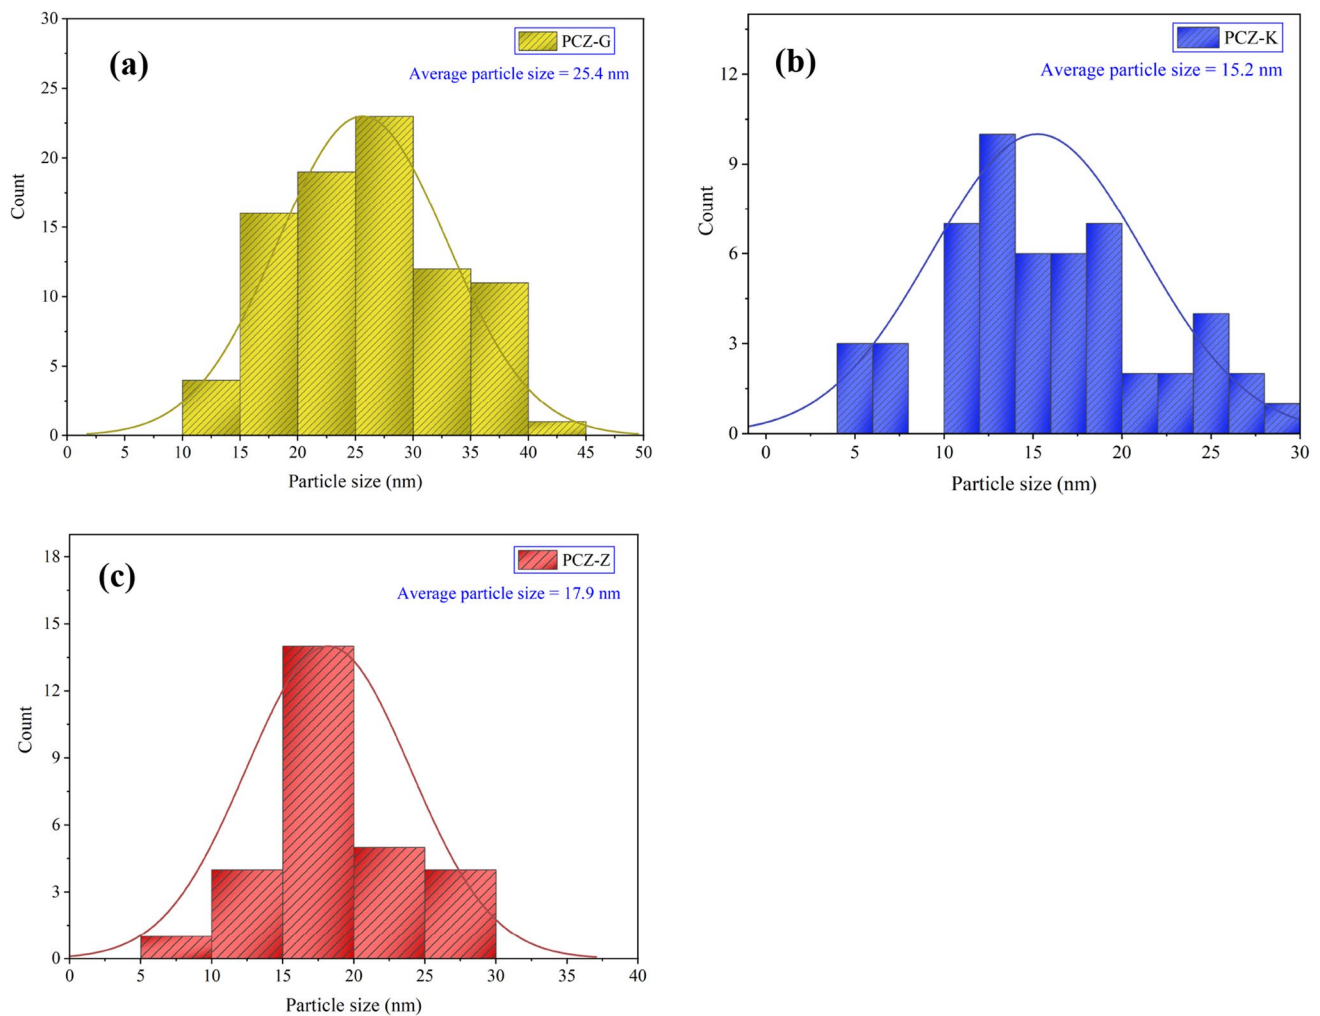 (a)
PCZ-G
Average particle size = 25.4 nm
30
25
20
15
10
5
0
Count
0 5 10 15 20 25 30 35 40 45 50
Particle size (nm)
(b)
PCZ-K
Average particle size = 15.2 nm
12
9
6
3
0
Count
0 5 10 15 20 25 30
Particle size (nm)
(c)
PCZ-Z
Average particle size = 17.9 nm
18
15
12
9
6
3
0
Count
0 5 10 15 20 25 30 35 40
Particle size (nm)